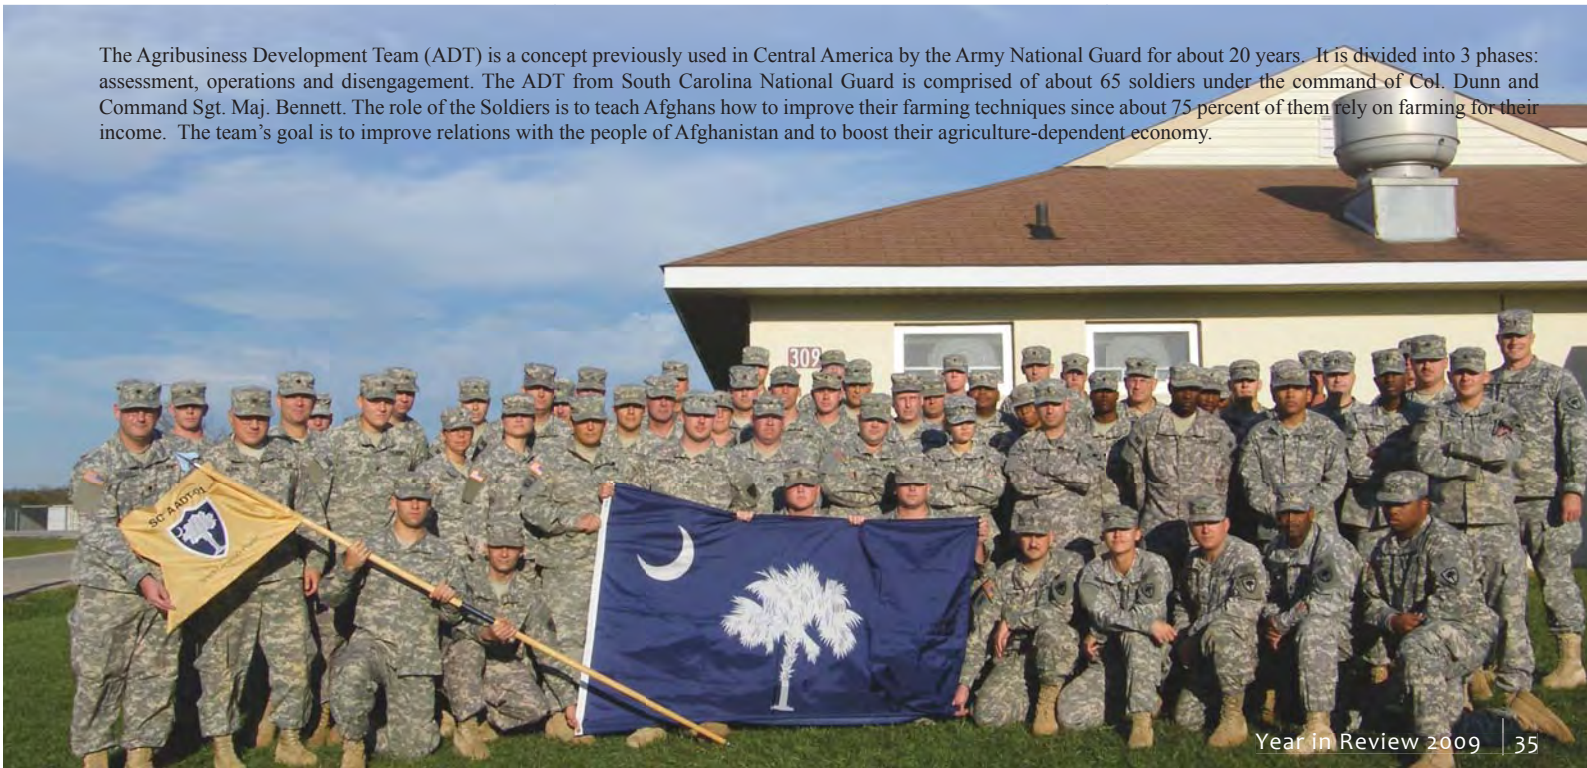 The Agribusiness Development Team (ADT) is a concept previously used in Central America by the Army National Guard for about 20 years.  It is divided into 3 phases:
assessment, operations and disengagement. The ADT from South Carolina National Guard is comprised of about 65 soldiers under the command of Col. Dunn and
Command Sgt. Maj. Bennett. The role of the Soldiers is to teach Afghans how to improve their farming techniques since about 75 percent of them rely on farming for their
income.  The team's goal is to improve relations with the people of Afghanistan and to boost their agriculture-dependent economy.
309
SC AADT-01
Year in Review 2009 | 35